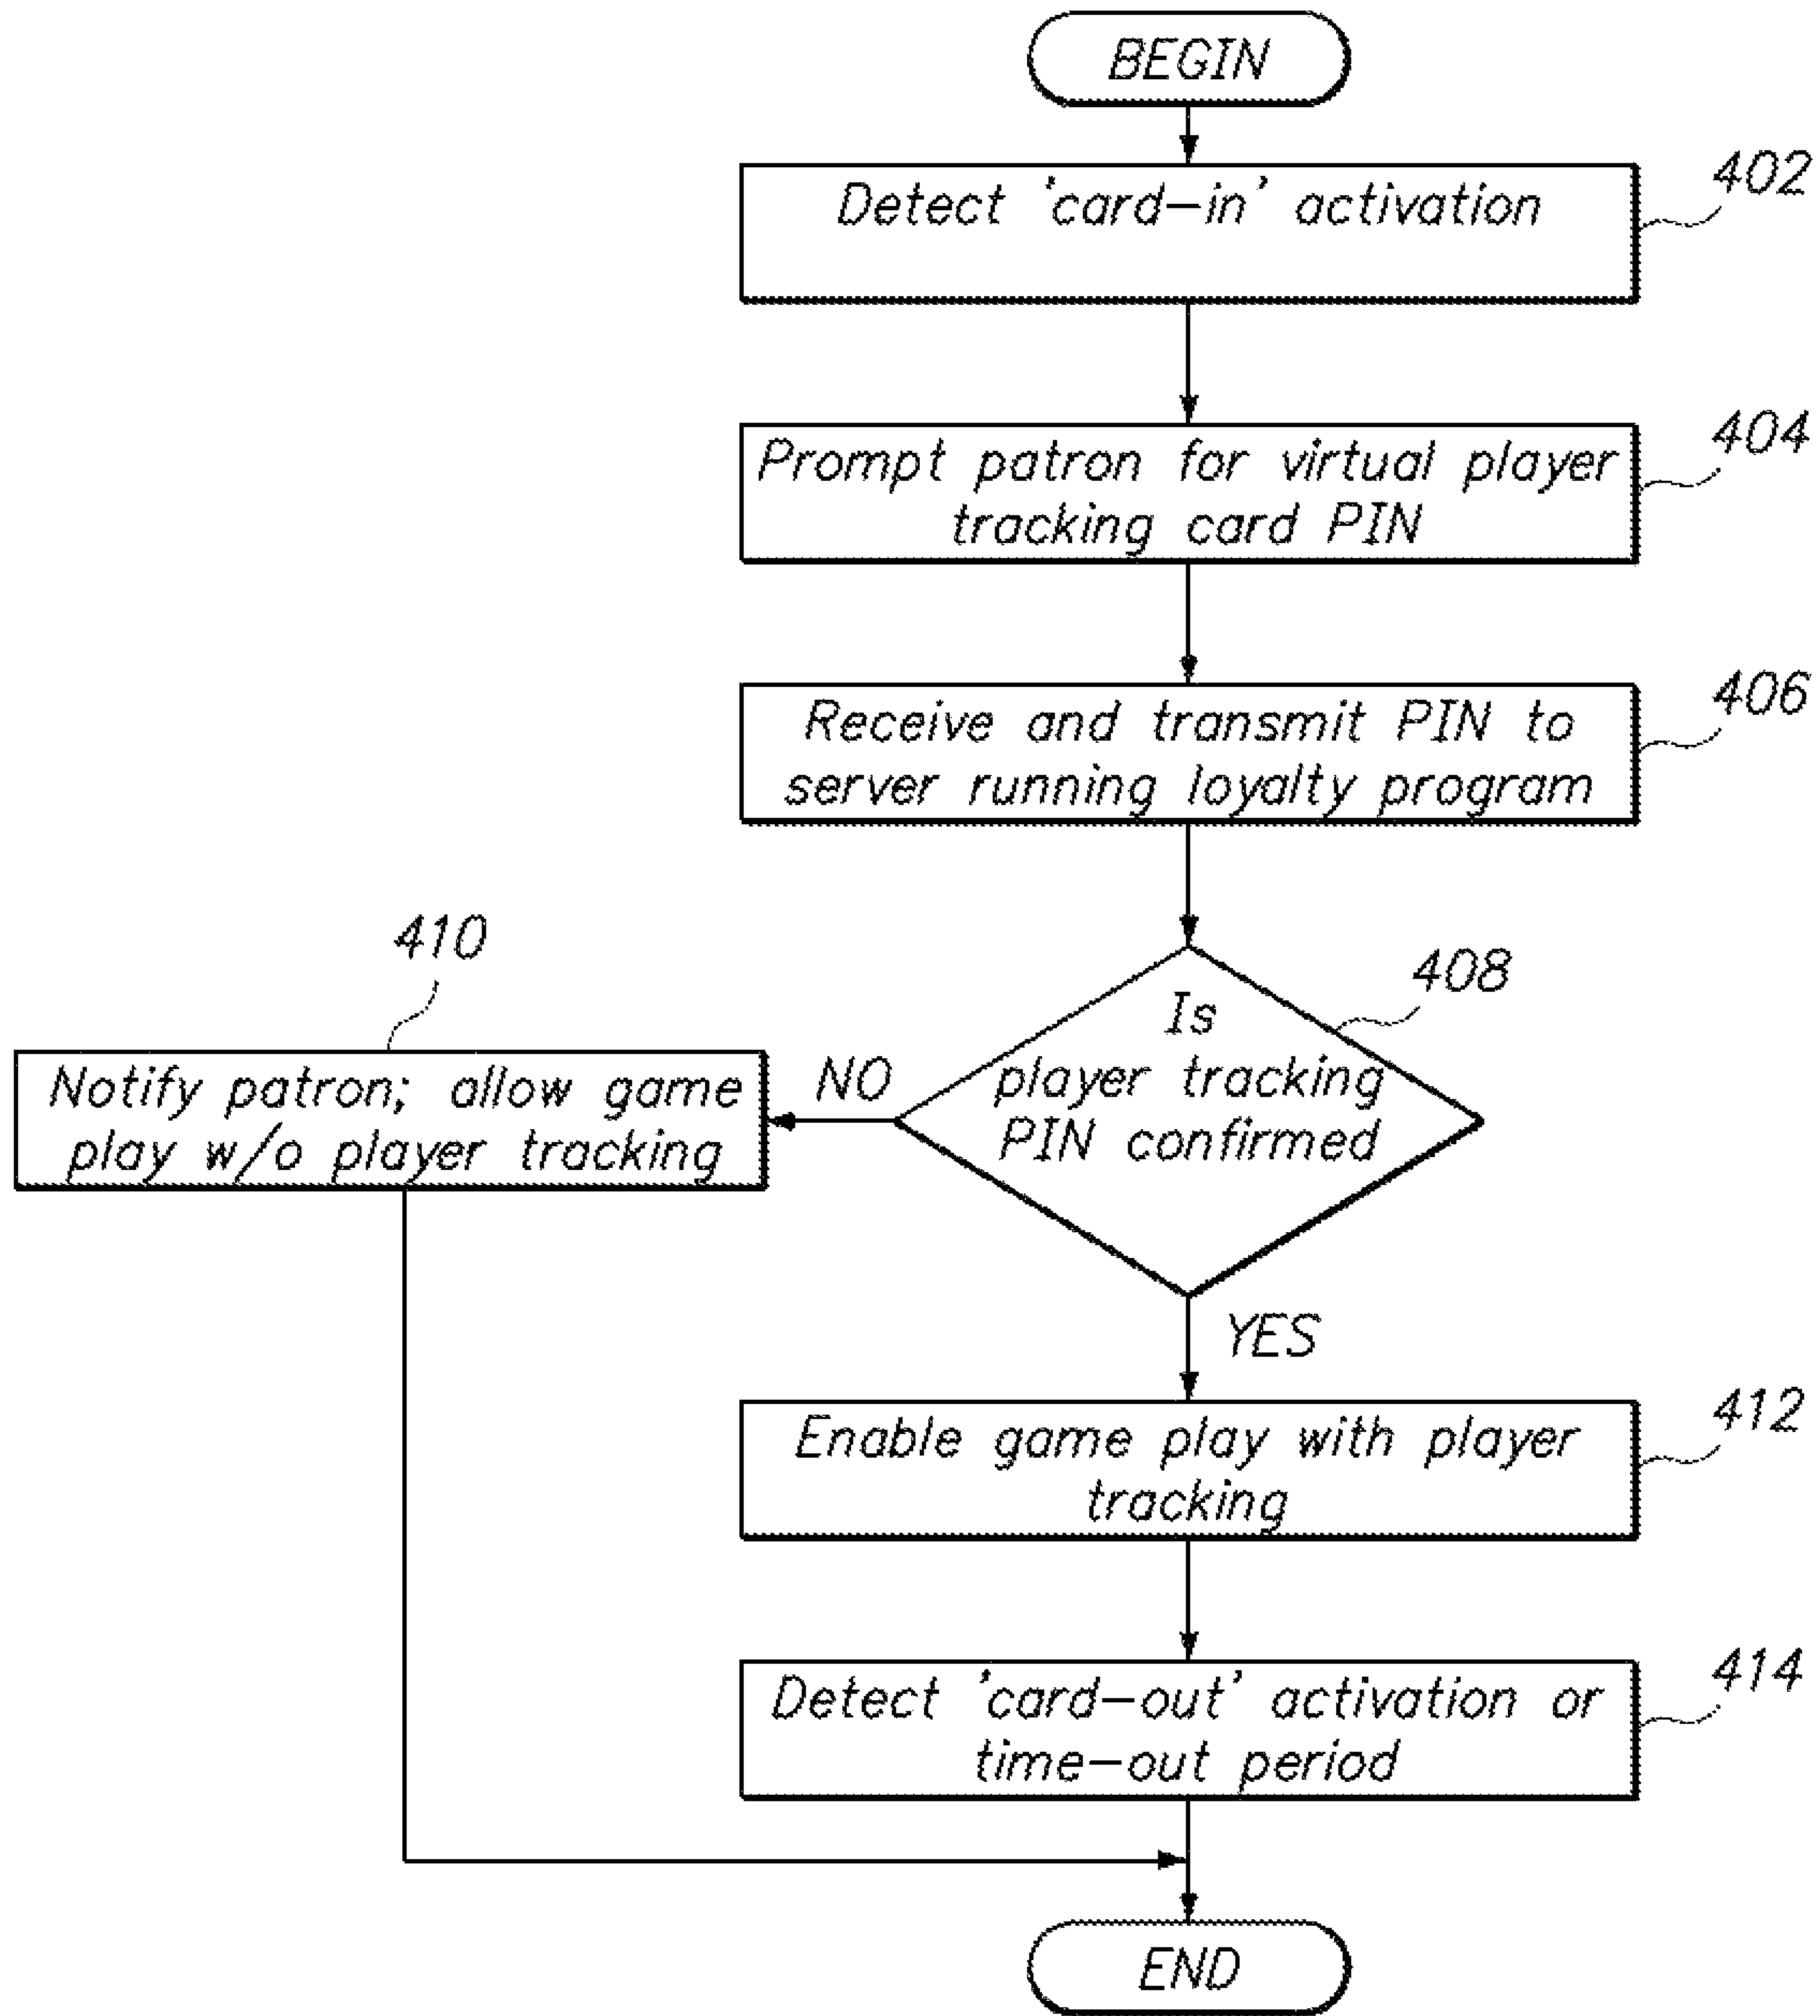 BEGIN
Detect 'card-in' activation
402
Prompt patron for virtual player
tracking card PIN
404
Receive and transmit PIN to
server running loyalty program
406
Is
player tracking
PIN confirmed
408
NO
410
Notify patron; allow game
play w/o player tracking
YES
Enable game play with player
tracking
412
Detect 'card-out' activation or
time-out period
414
END